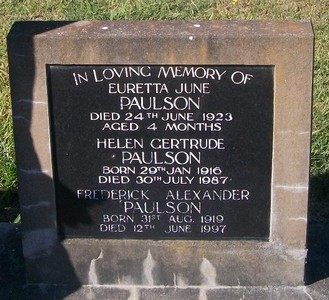 IN LOVING MEMORY OF
EURETTA JUNE
PAULSON
DIED 24TH JUNE 1923
AGED 4 MONTHS
HELEN GERTRUDE
PAULSON
BORN 29TH JAN 1916
DIED 30TH JULY 1987
FREDERICK ALEXANDER
PAULSON
BORN 31ST AUG. 1919
DIED 12TH JUNE 1997